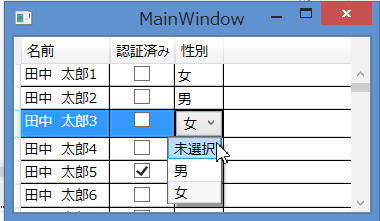 MainWindow
名前 認証済み 性別
田中 太郎1 女
田中 太郎2 男
田中 太郎3 女
田中 太郎4 未選択
田中 太郎5 男
田中 太郎6 女